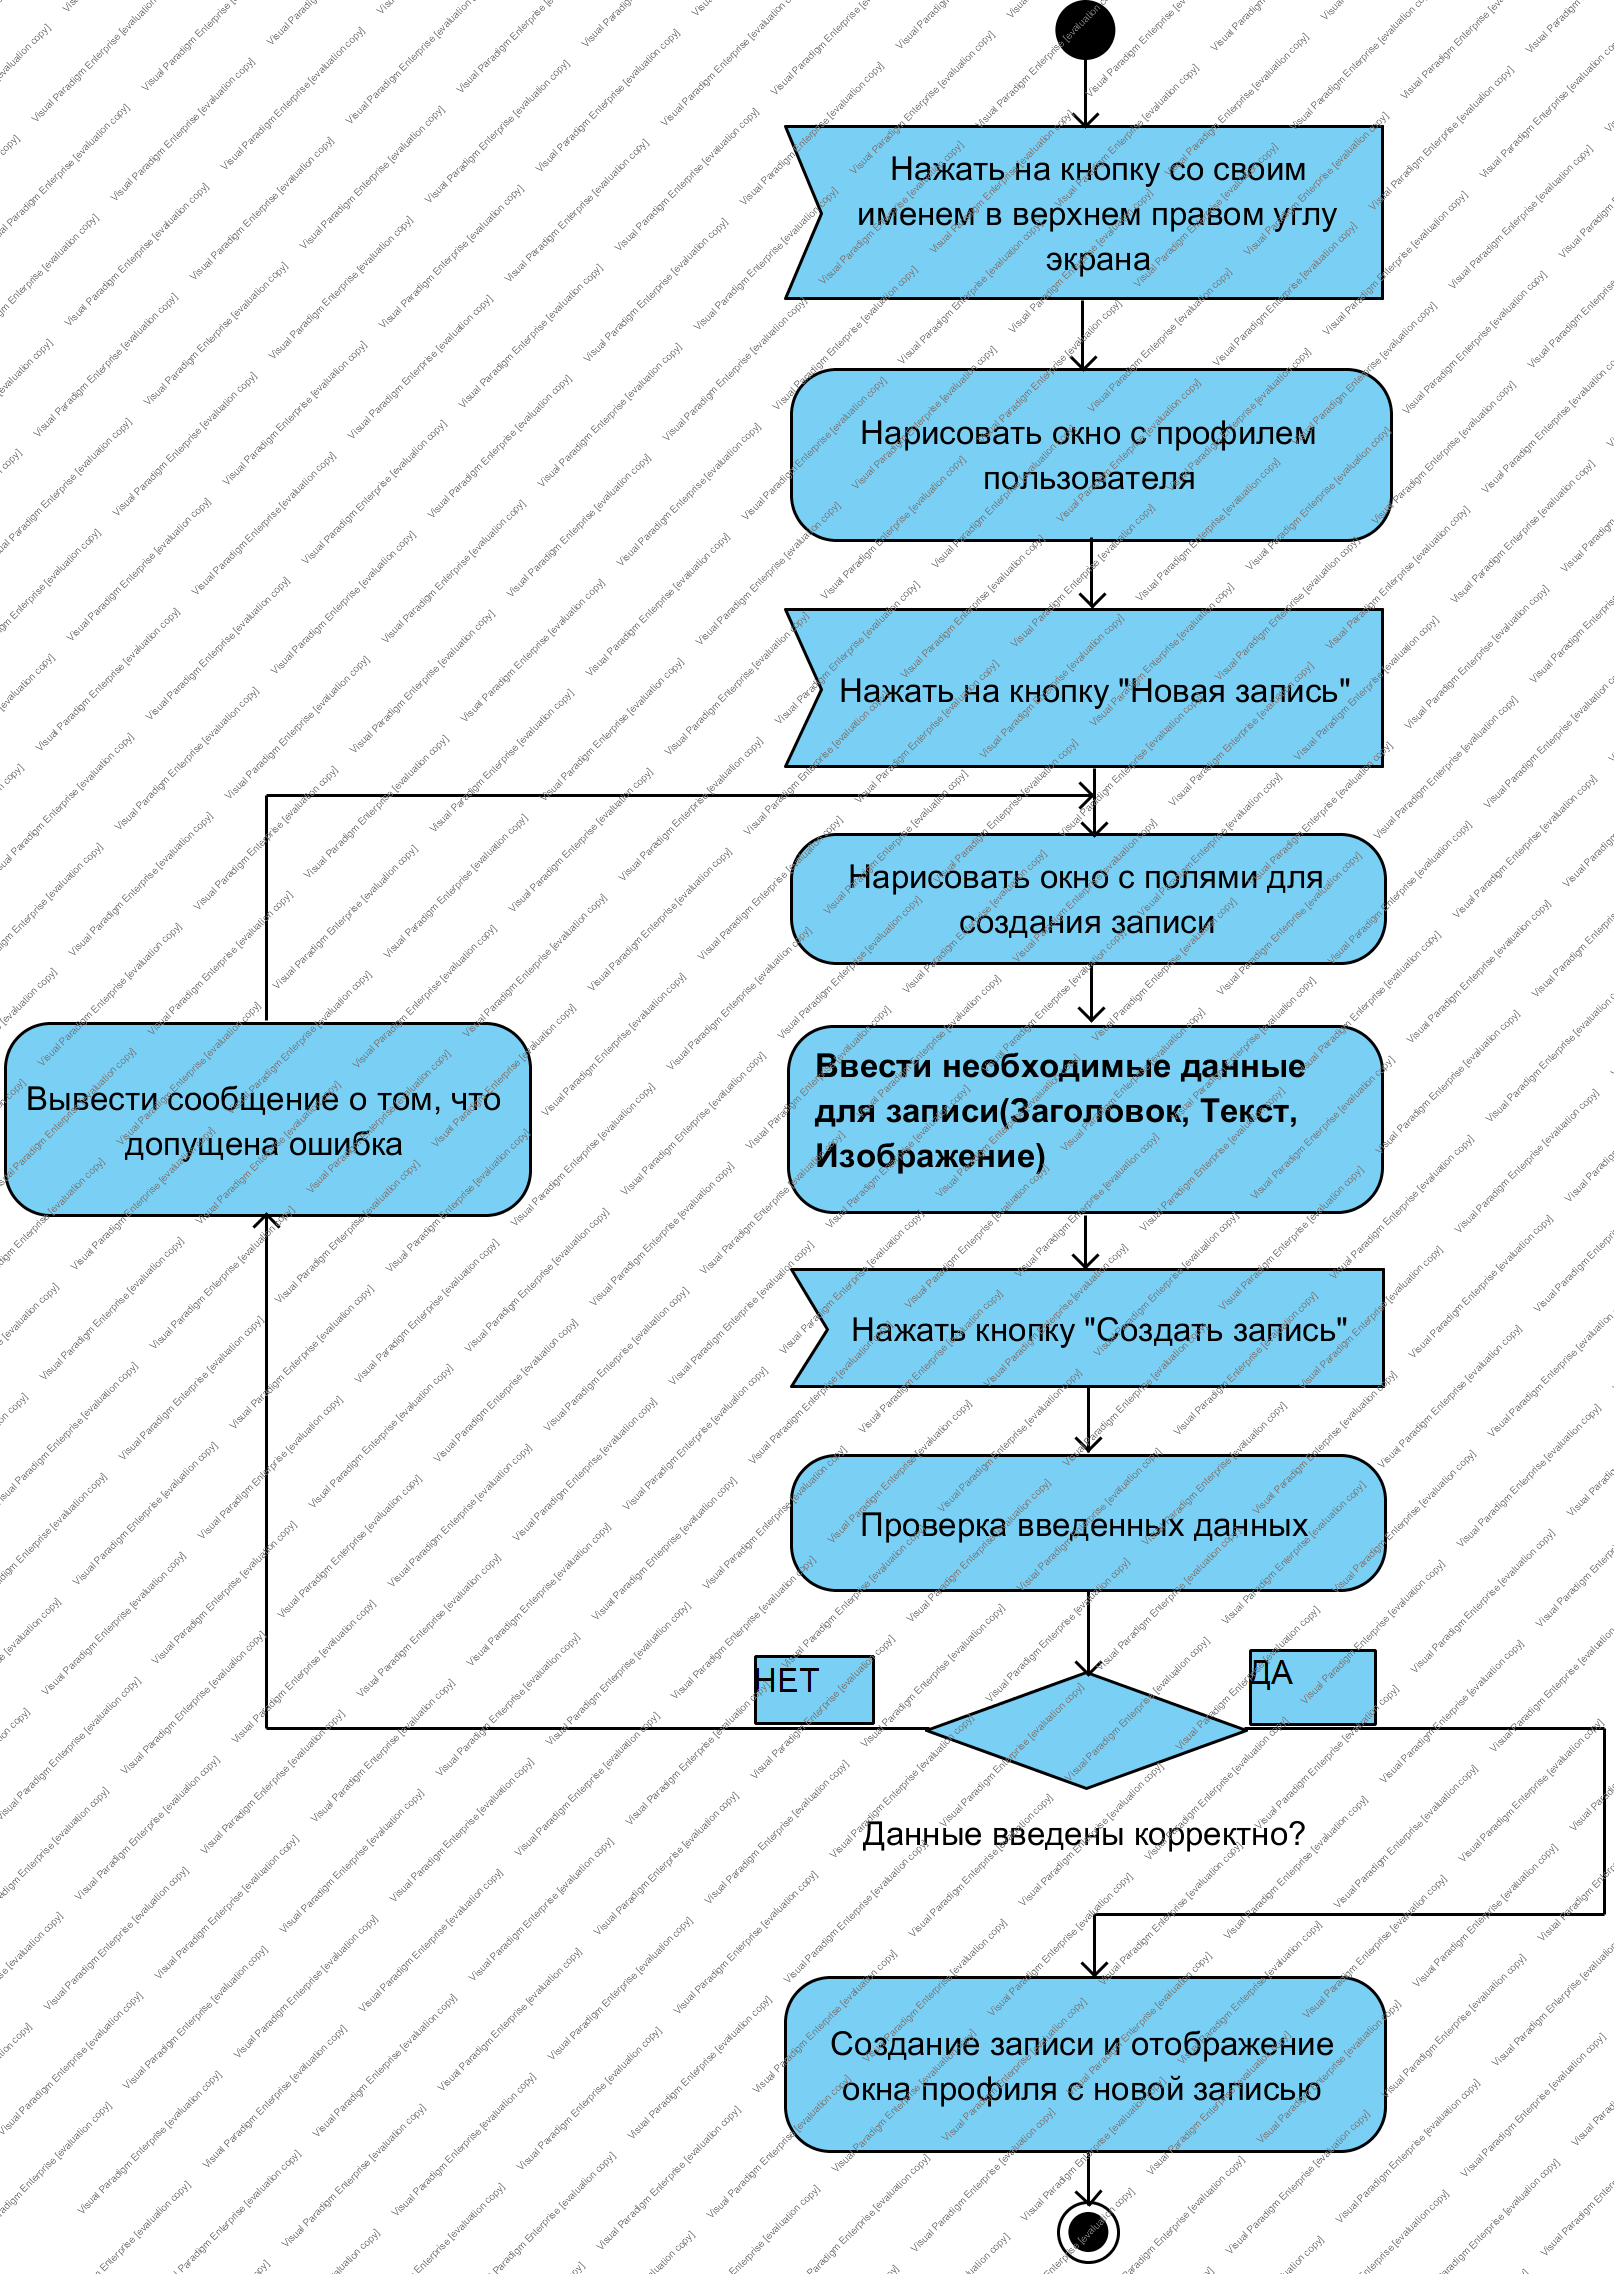 Нажать на кнопку со своим
именем в верхнем правом углу
экрана
Нарисовать окно с профилем
пользователя
Нажать на кнопку "Новая запись"
Нарисовать окно с полями для
создания записи
Вывести сообщение о том, что
допущена ошибка
Ввести необходимые данные
для записи(Заголовок, Текст,
Изображение)
Нажать кнопку "Создать запись"
Проверка введенных данных
НЕТ
ДА
Данные введены корректно?
Создание записи и отображение
окна профиля с новой записью
Visual Paradigm Enterprise [evaluation copy]